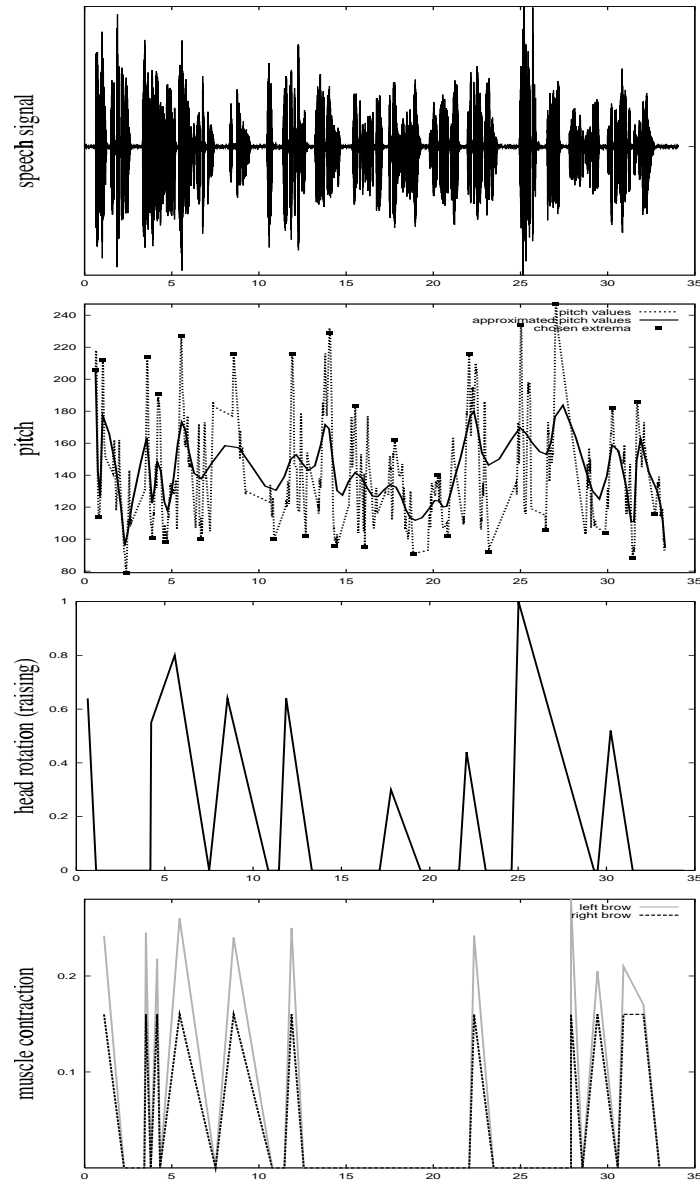 speech signal
0 5 10 15 20 25 30 35
240
220
200
180
160
140
120
100
80
pitch
pitch values
approximated pitch values
chosen extrema
0 5 10 15 20 25 30 35
1
0.8
0.6
0.4
0.2
0
head rotation (raising)
0 5 10 15 20 25 30 35
0.2
0.1
muscle contraction
left brow
right brow
0 5 10 15 20 25 30 35